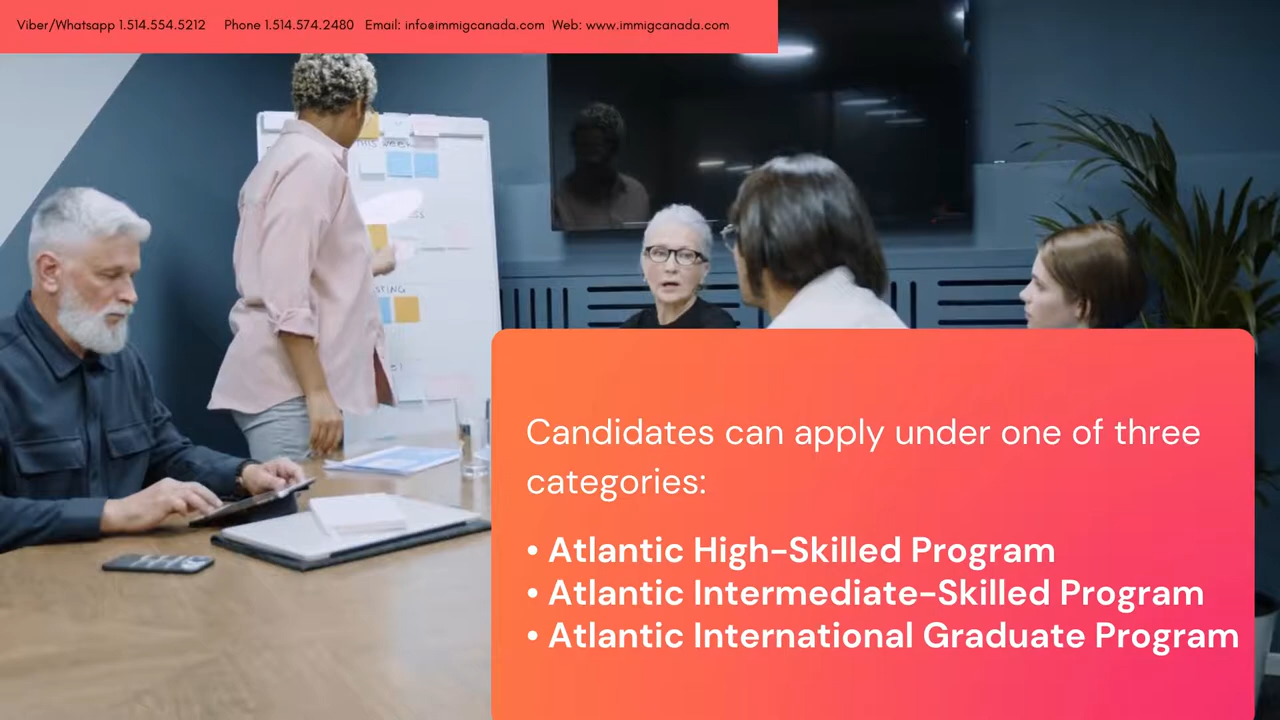 Viber/Whatsapp 1.514.554.5212 Phone 1.514.574.2480 Email: info@immigcanada.com Web: www.immigcanada.com
Candidates can apply under one of three
categories:
• Atlantic High-Skilled Program
• Atlantic Intermediate-Skilled Program
• Atlantic International Graduate Program